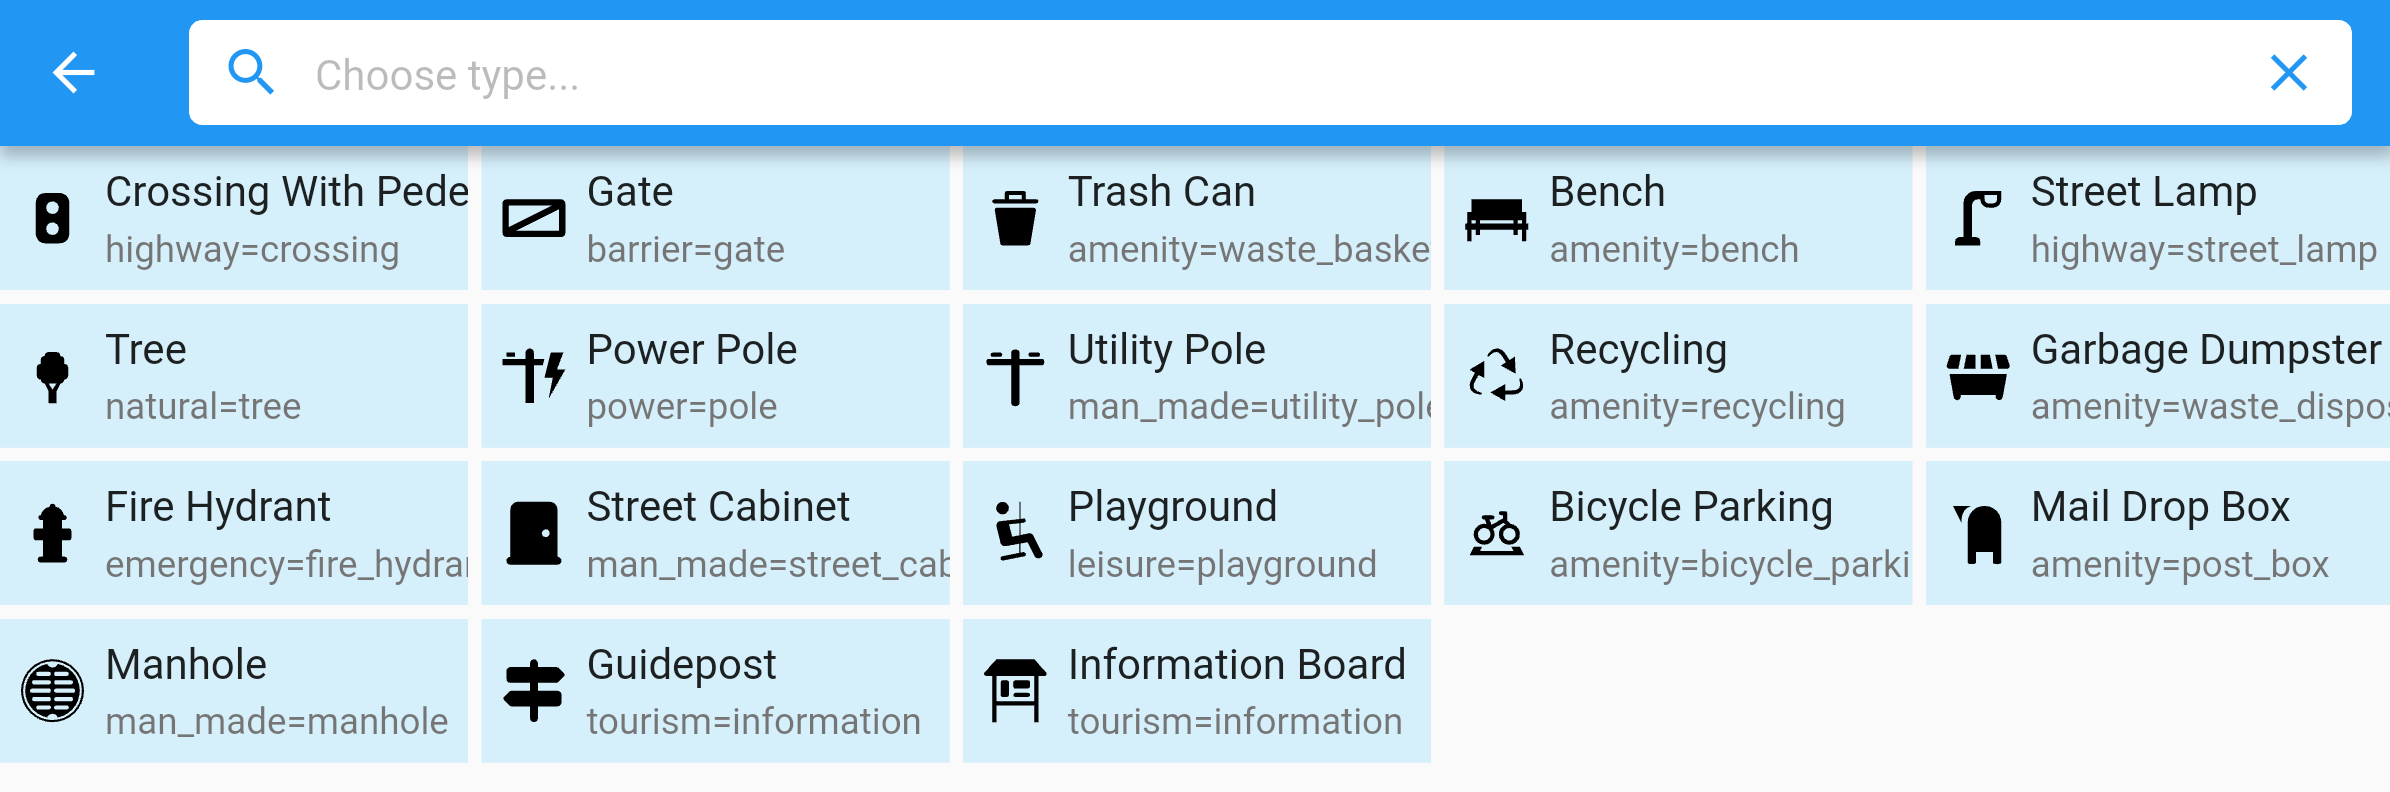 Choose type...
Crossing With Pede
highway=crossing
Gate
barrier=gate
Trash Can
amenity=waste_baske
Bench
amenity=bench
Street Lamp
highway=street_lamp
Tree
natural=tree
Power Pole
power=pole
Utility Pole
man_made=utility_pole
Recycling
amenity=recycling
Garbage Dumpster
amenity=waste_dispos
Fire Hydrant
emergency=fire_hydran
Street Cabinet
man_made=street_cab
Playground
leisure=playground
Bicycle Parking
amenity=bicycle_parki
Mail Drop Box
amenity=post_box
Manhole
man_made=manhole
Guidepost
tourism=information
Information Board
tourism=information